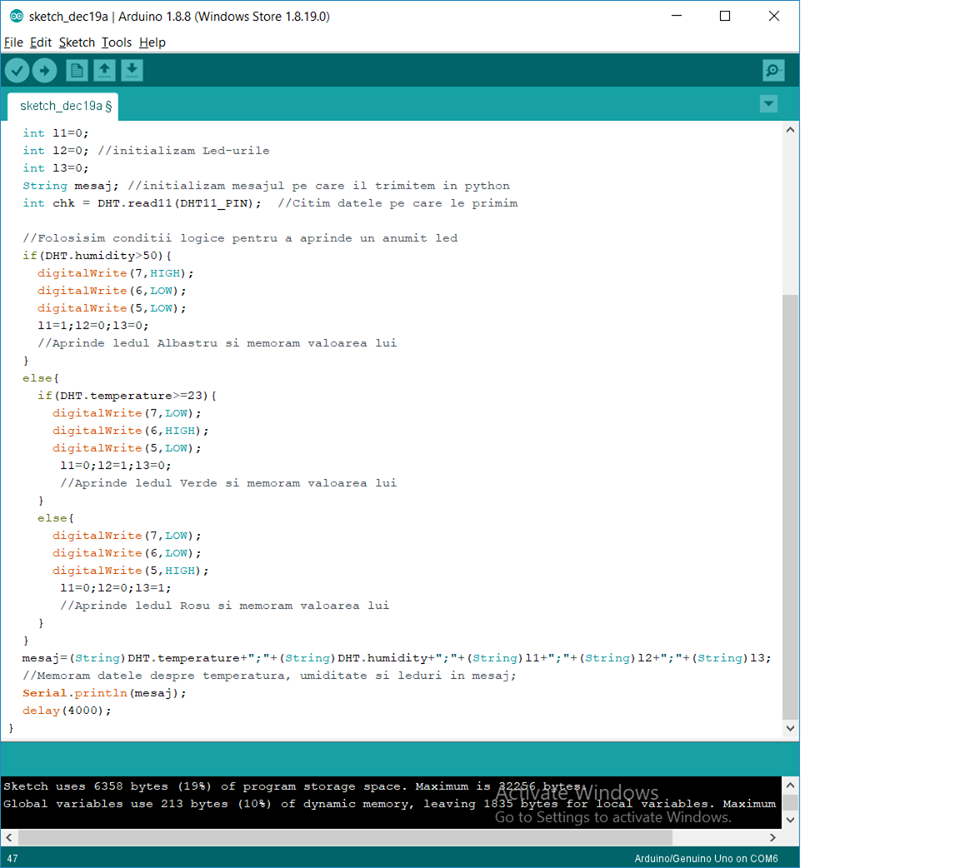 sketch_dec19a | Arduino 1.8.8 (Windows Store 1.8.19.0)
File Edit Sketch Tools Help
sketch_dec19a §
int l1=0;
int l2=0; //initializam Led-urile
int l3=0;
String mesaj; //initializam mesajul pe care il trimitem in python
int chk = DHT.read11(DHT11_PIN);  //Citim datele pe care le primim
//Folosisim conditii logice pentru a aprinde un anumit led
if(DHT.humidity>50){
digitalWrite(7,HIGH);
digitalWrite(6,LOW);
digitalWrite(5,LOW);
l1=1;l2=0;l3=0;
//Aprinde ledul Albastru si memoram valoarea lui
}
else{
if(DHT.temperature>=23){
digitalWrite(7,LOW);
digitalWrite(6,HIGH);
digitalWrite(5,LOW);
l1=0;l2=1;l3=0;
//Aprinde ledul Verde si memoram valoarea lui
}
else{
digitalWrite(7,LOW);
digitalWrite(6,LOW);
digitalWrite(5,HIGH);
l1=0;l2=0;l3=1;
//Aprinde ledul Rosu si memoram valoarea lui
}
}
mesaj=(String)DHT.temperature+";"+(String)DHT.humidity+";"+(String)l1+";"+(String)l2+";"+(String)l3;
//Memoram datele despre temperatura, umiditate si leduri in mesaj;
Serial.println(mesaj);
delay(4000);
}
Sketch uses 6358 bytes (19%) of program storage space. Maximum is 32256 bytes.
Global variables use 213 bytes (10%) of dynamic memory, leaving 1835 bytes for local variables. Maximum
Activate Windows
Go to Settings to activate Windows.
47
Arduino/Genuino Uno on COM6